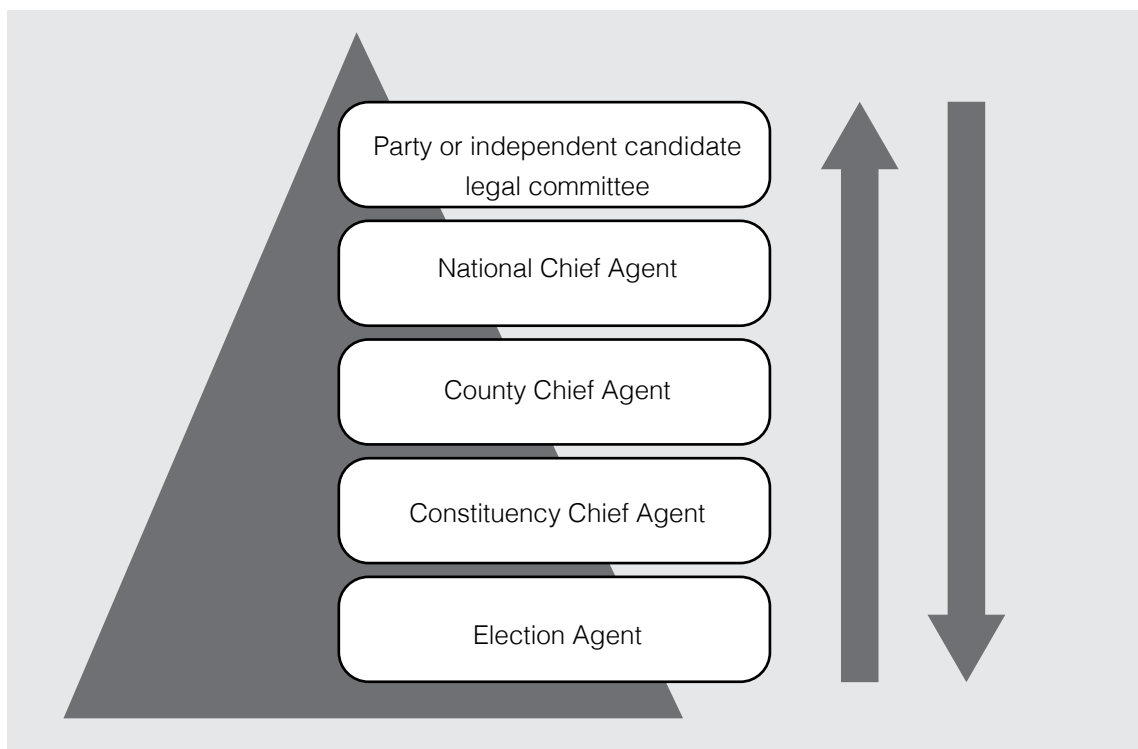 Party or independent candidate
legal committee
National Chief Agent
County Chief Agent
Constituency Chief Agent
Election Agent